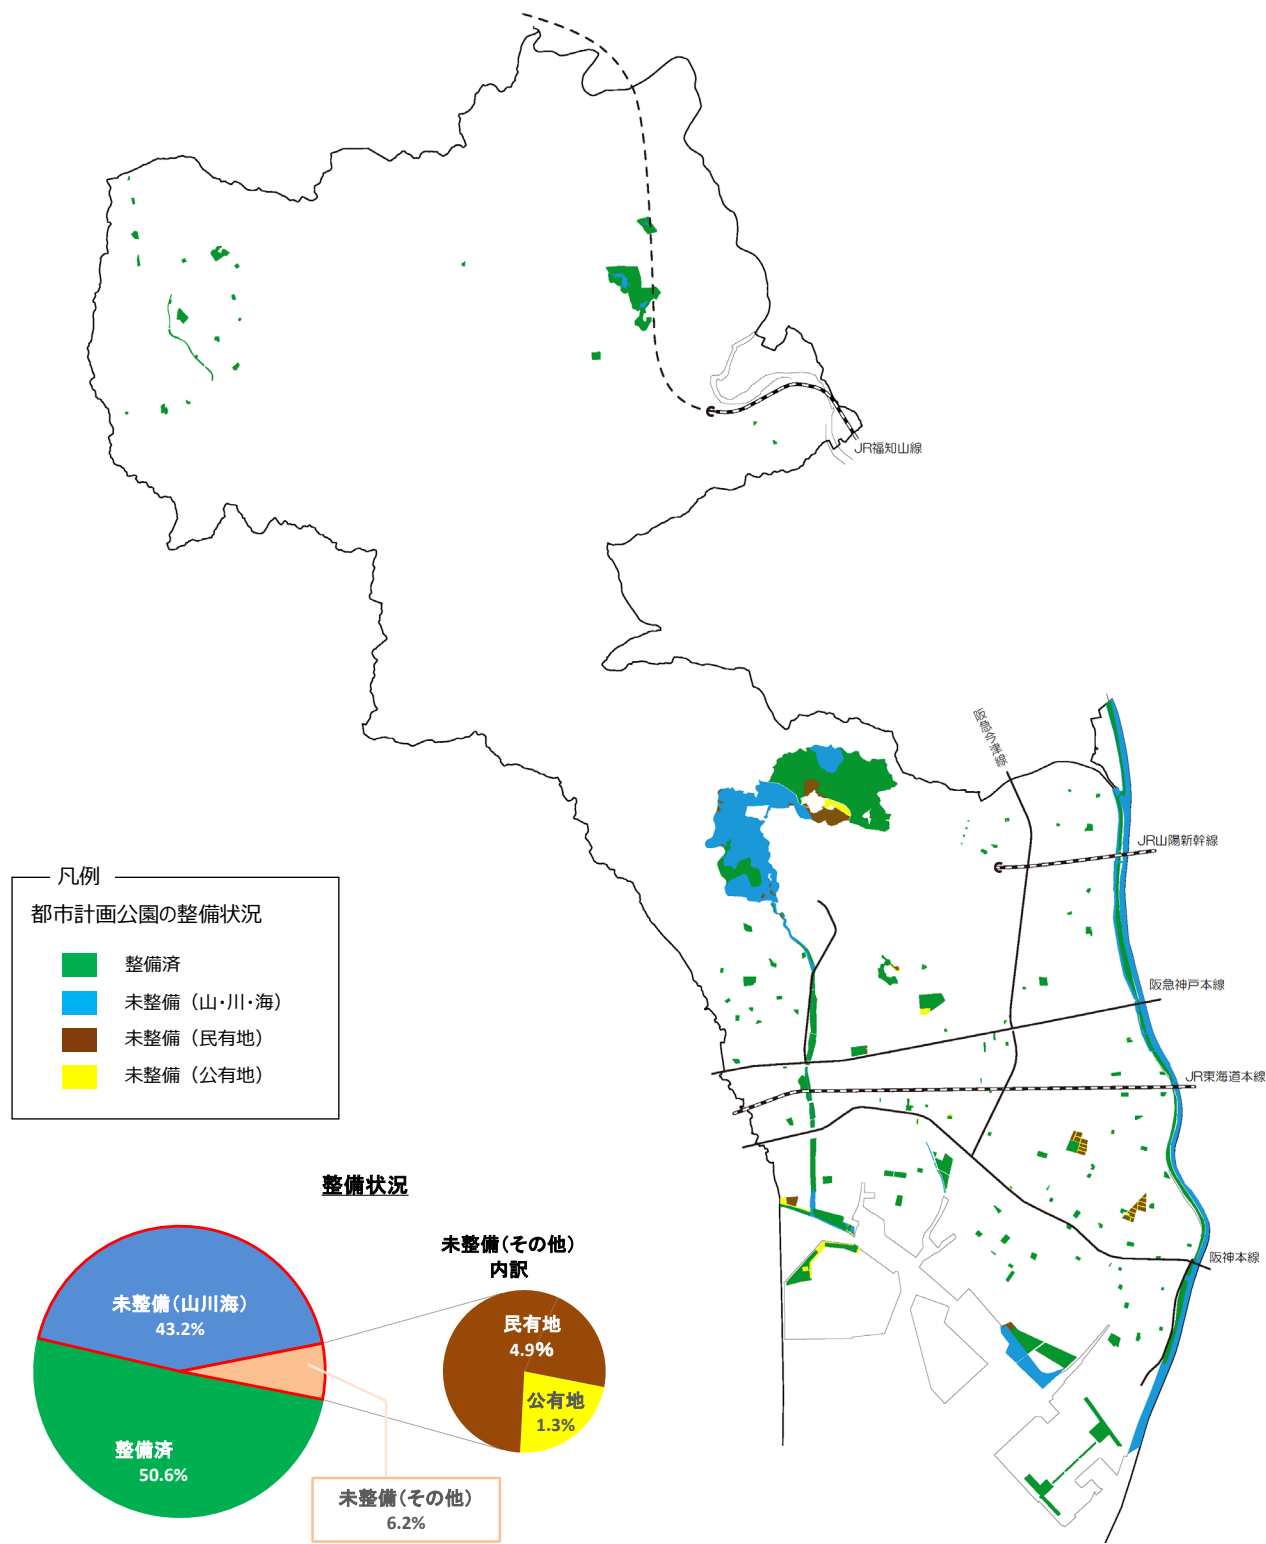 JR福知山線
阪急今津線
JR山陽新幹線
凡例
都市計画公園の整備状況
整備済
未整備（山・川・海）
未整備（民有地）
未整備（公有地）
阪急神戸本線
JR東海道本線
阪神本線
整備状況
未整備（山川海）
43.2%
整備済
50.6%
未整備（その他）
6.2%
未整備（その他）
内訳
民有地
4.9%
公有地
1.3%